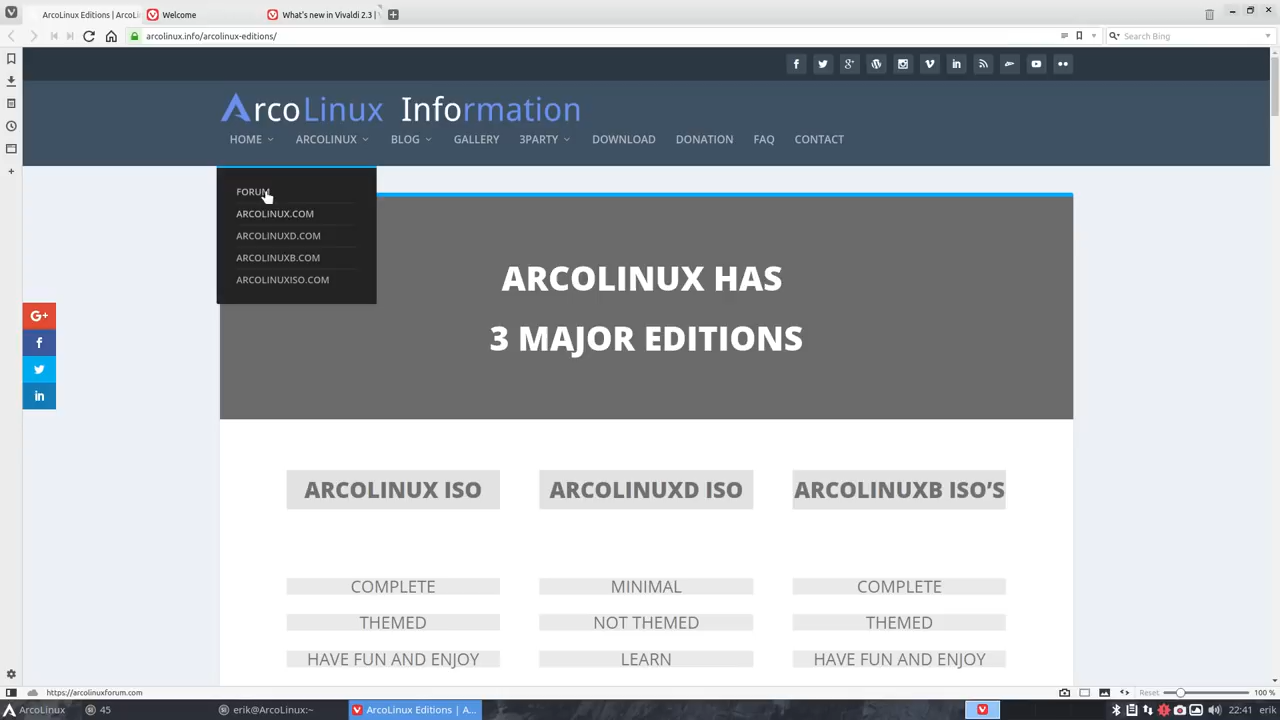 ArcoLinux Editions | ArcoLi
Welcome
What's new in Vivaldi 2.3 |
arcolinux.info/arcolinux-editions/
Search Bing
ArcoLinux Information
HOME
ARCOLINUX
BLOG
GALLERY
3PARTY
DOWNLOAD
DONATION
FAQ
CONTACT
FORUM
ARCOLINUX.COM
ARCOLINUXD.COM
ARCOLINUXB.COM
ARCOLINUXISO.COM
ARCOLINUX HAS
3 MAJOR EDITIONS
ARCOLINUX ISO
ARCOLINUXD ISO
ARCOLINUXB ISO'S
COMPLETE
MINIMAL
COMPLETE
THEMED
NOT THEMED
THEMED
HAVE FUN AND ENJOY
LEARN
HAVE FUN AND ENJOY
https://arcolinuxforum.com
Reset
100 %
ArcoLinux
45
erik@ArcoLinux:~
ArcoLinux Editions | A...
22:41
erik